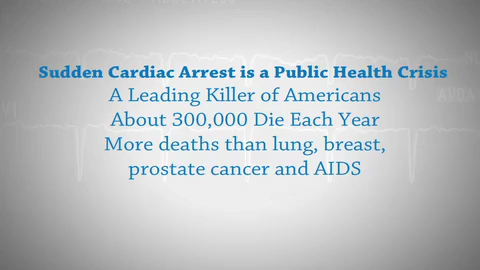 Sudden Cardiac Arrest is a Public Health Crisis
A Leading Killer of Americans
About 300,000 Die Each Year
More deaths than lung, breast,
prostate cancer and AIDS
VI